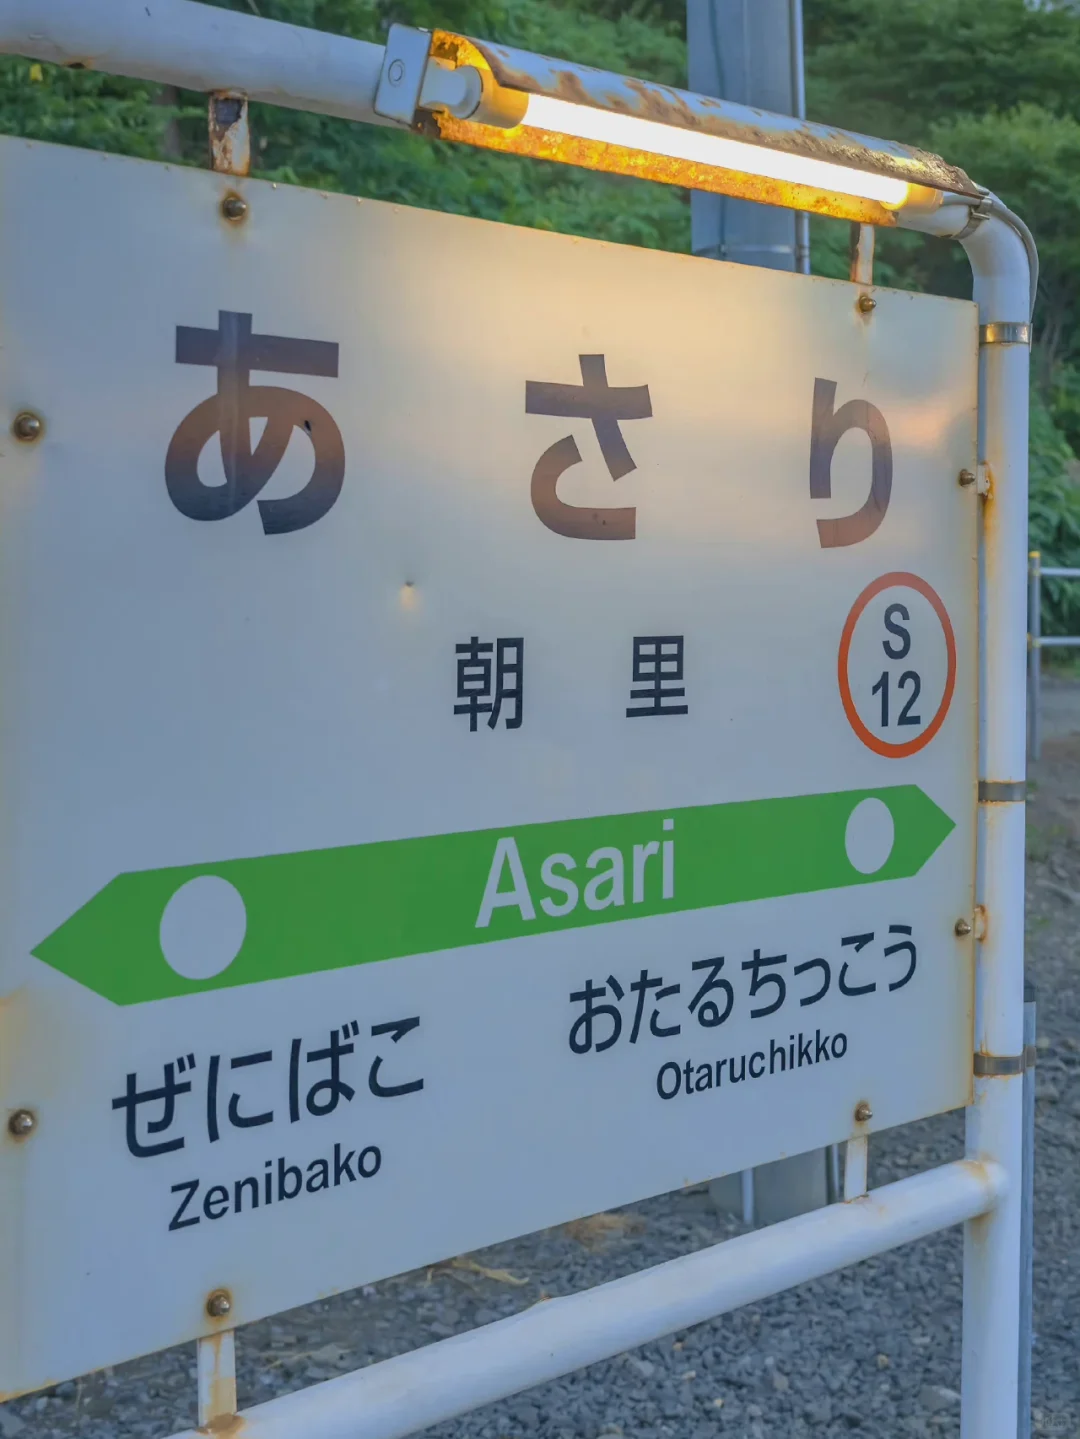 あさり
朝里
S
12
Asari
ぜにばこ
Zenibako
おたるちっこう
Otaruchikko